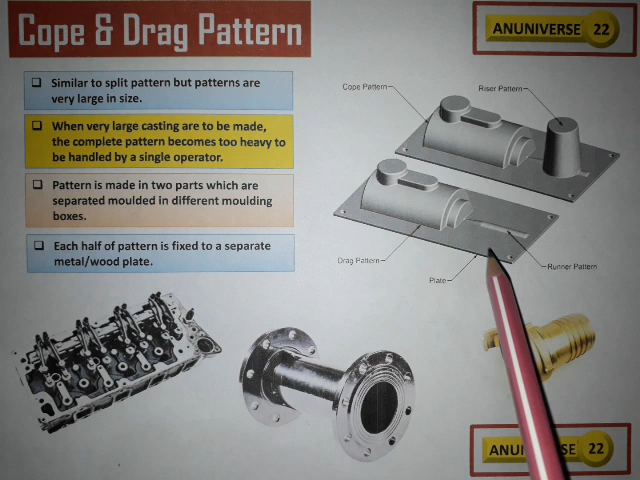 Cope & Drag Pattern
ANUNIVERSE 22
Similar to split pattern but patterns are
very large in size.
When very large casting are to be made,
the complete pattern becomes too heavy to
be handled by a single operator.
Pattern is made in two parts which are
separated moulded in different moulding
boxes.
Each half of pattern is fixed to a separate
metal/wood plate.
Cope Pattern
Riser Pattern
Drag Pattern
Plate
Runner Pattern
22